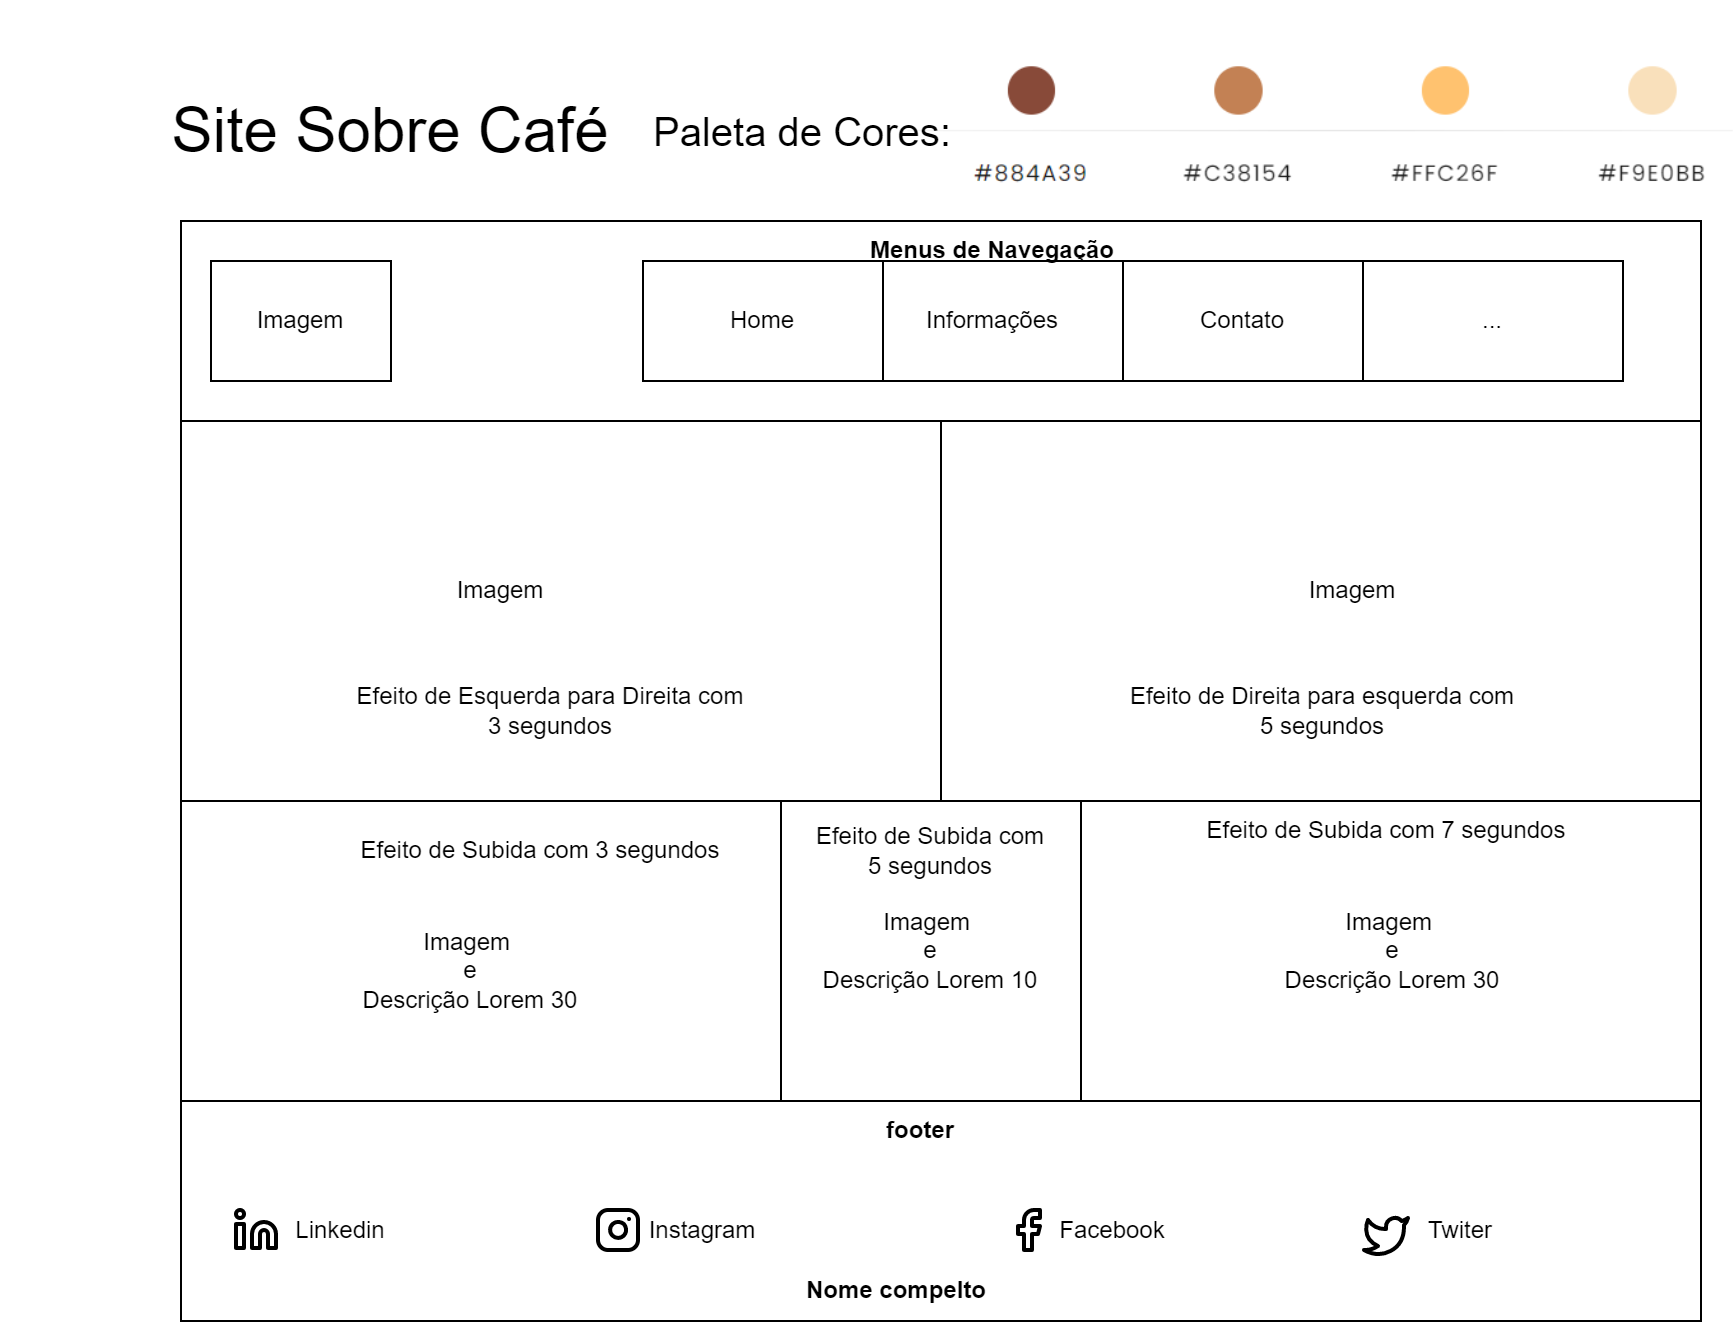 Site Sobre Café
Paleta de Cores:
#884A39
#C38154
#FFC26F
#F9E0BB
Menus de Navegação
Imagem
Home
Informações
Contato
...
Imagem
Efeito de Esquerda para Direita com
3 segundos
Imagem
Efeito de Direita para esquerda com
5 segundos
Efeito de Subida com 3 segundos
Imagem
e
Descrição Lorem 30
Efeito de Subida com
5 segundos
Imagem
e
Descrição Lorem 10
Efeito de Subida com 7 segundos
Imagem
e
Descrição Lorem 30
footer
Linkedin
Instagram
Facebook
Twiter
Nome compelto